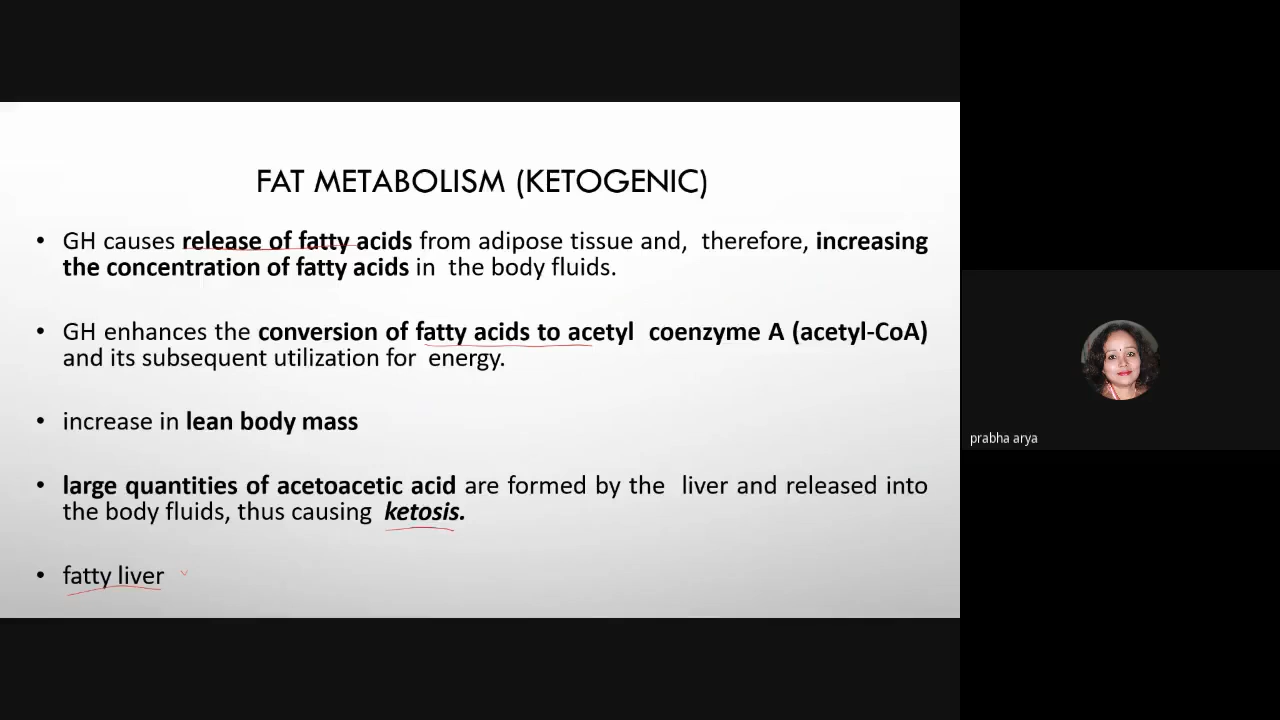 FAT METABOLISM (KETOGENIC)
• GH causes release of fatty acids from adipose tissue and, therefore, increasing
the concentration of fatty acids in the body fluids.
• GH enhances the conversion of fatty acids to acetyl coenzyme A (acetyl-CoA)
and its subsequent utilization for energy.
• increase in lean body mass
• large quantities of acetoacetic acid are formed by the liver and released into
the body fluids, thus causing ketosis.
• fatty liver
prabha arya